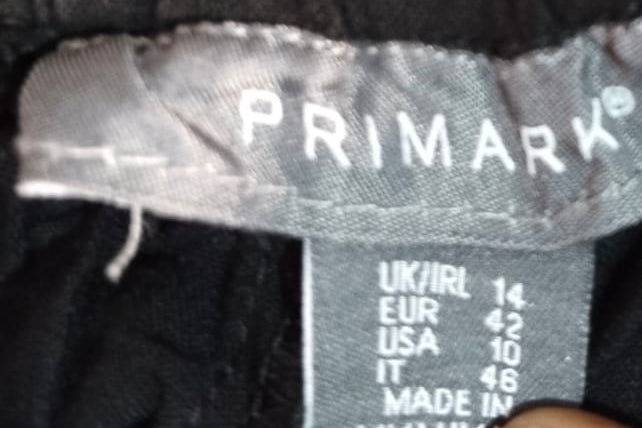 PRIMARK®
UK/IRL 14
EUR 42
USA 10
IT 46
MADE IN